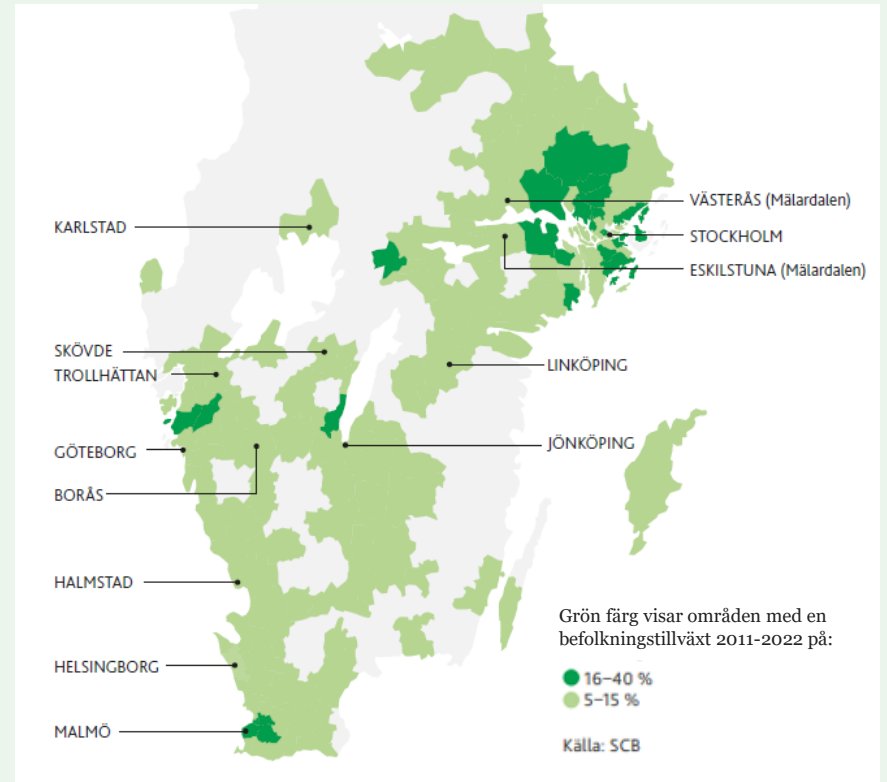 VÄSTERÅS (Mälardalen)
KARLSTAD
STOCKHOLM
ESKILSTUNA (Mälardalen)
SKÖVDE
LINKÖPING
TROLLHÄTTAN
JÖNKÖPING
GÖTEBORG
BORÅS
HALMSTAD
Grön färg visar områden med en
befolkningstillväxt 2011-2022 på:
HELSINGBORG
16–40 %
5–15 %
MALMÖ
Källa: SCB